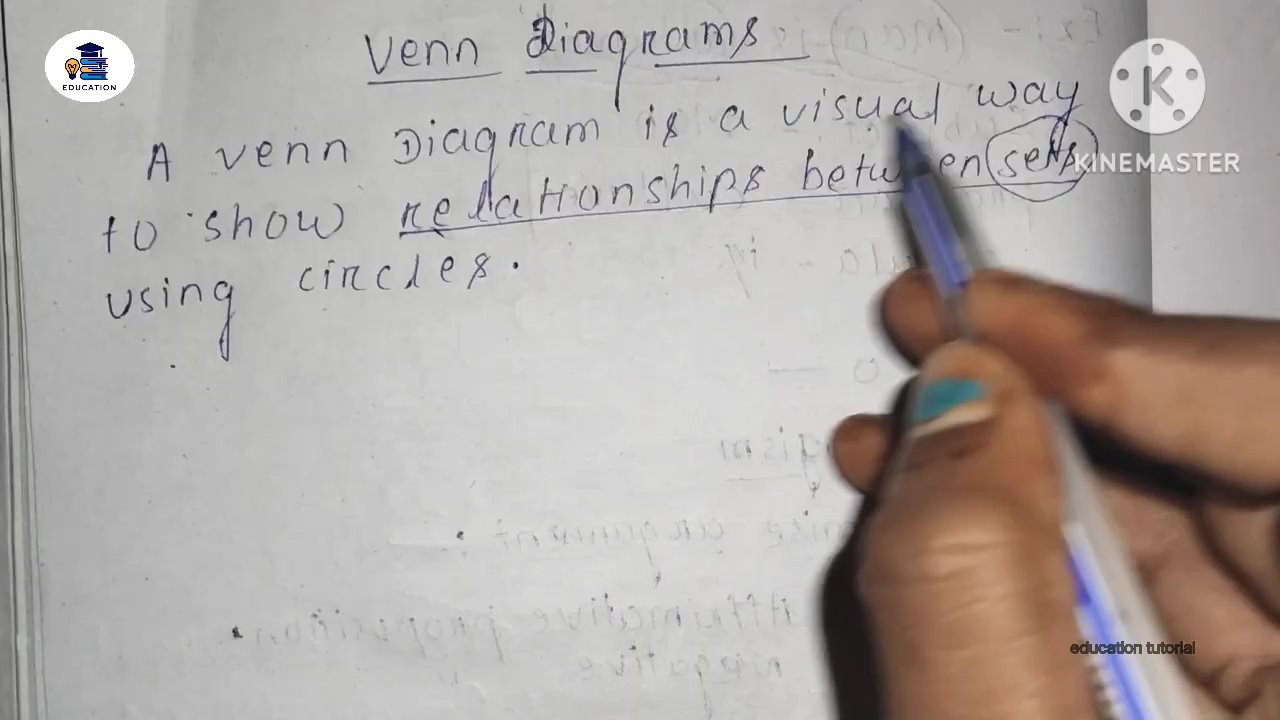 Venn Diagrams
A venn Diagram is a visual way
to show relationships between sets
using circles.
EDUCATION
KINEMASTER
education tutorial